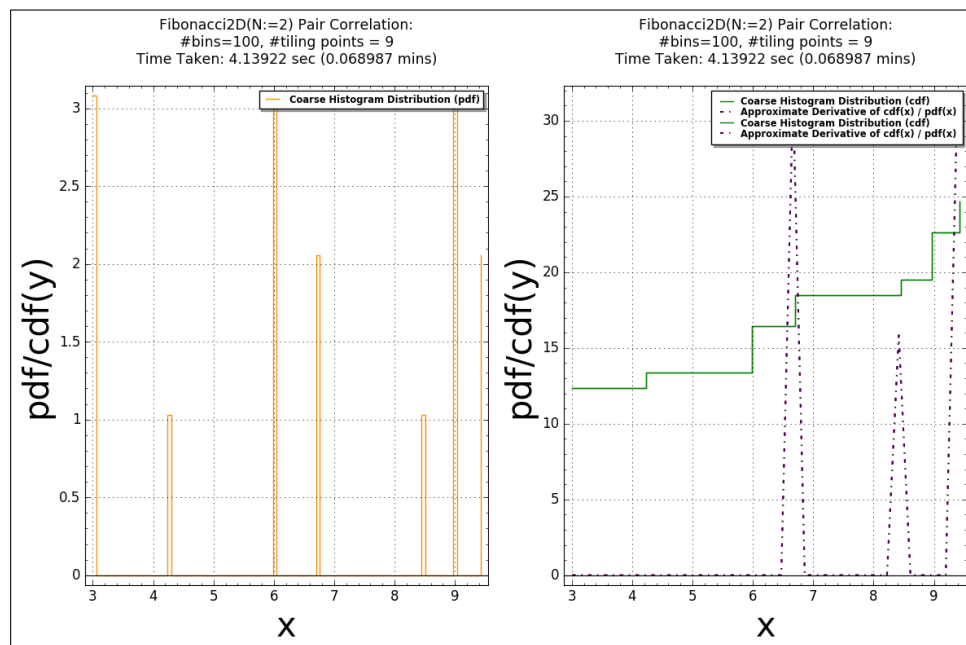 Fibonacci2D(N:=2) Pair Correlation:
#bins=100, #tiling points = 9
Time Taken: 4.13922 sec (0.068987 mins)
Coarse Histogram Distribution (pdf)
3
2.5
2
1.5
1
0.5
0
pdf/cdf(y)
3 4 5 6 7 8 9
x
Fibonacci2D(N:=2) Pair Correlation:
#bins=100, #tiling points = 9
Time Taken: 4.13922 sec (0.068987 mins)
Coarse Histogram Distribution (cdf)
Approximate Derivative of cdf(x) / pdf(x)
Coarse Histogram Distribution (cdf)
Approximate Derivative of cdf(x) / pdf(x)
30
25
20
15
10
5
0
pdf/cdf(y)
3 4 5 6 7 8 9
x